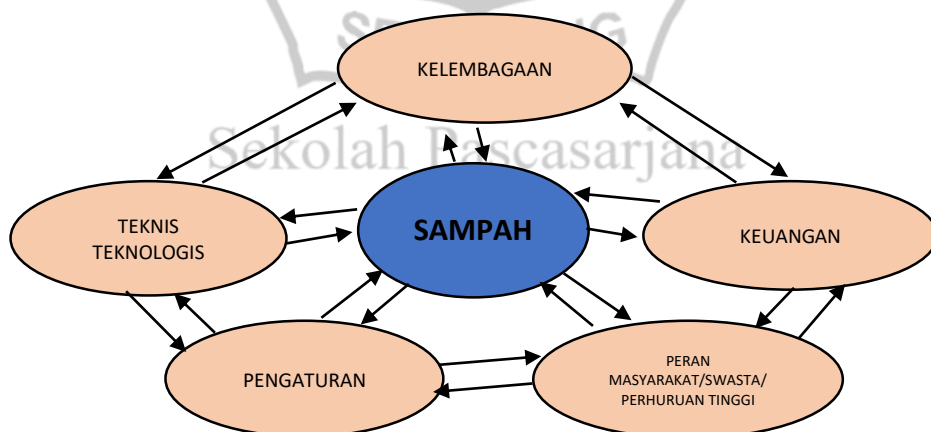 KELEMBAGAAN
Sekolah Pascasarjana
TEKNIS
TEKNOLOGIS
SAMPAH
KEUANGAN
PENGATURAN
PERAN
MASYARAKAT/SWASTA/
PERHURUAN TINGGI